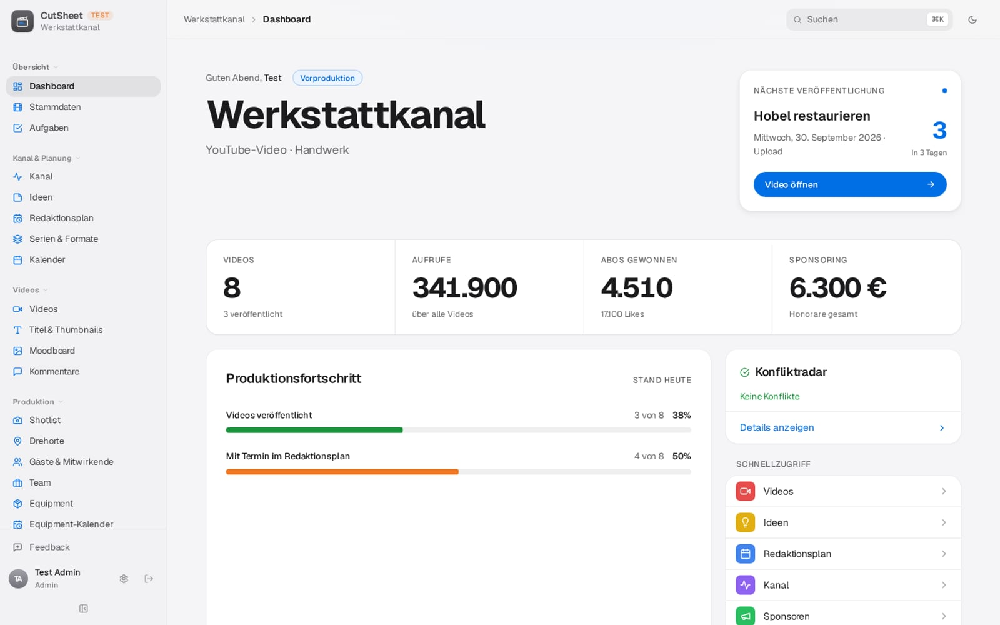 CutSheet TEST
Werkstattkanal
Übersicht
Dashboard
Stammdaten
Aufgaben
Kanal & Planung
Kanal
Ideen
Redaktionsplan
Serien & Formate
Kalender
Videos
Videos
Titel & Thumbnails
Moodboard
Kommentare
Produktion
Shotlist
Drehorte
Gäste & Mitwirkende
Team
Equipment
Equipment-Kalender
Feedback
TA
Test Admin
Admin
Werkstattkanal
Dashboard
Suchen
⌘K
Guten Abend, Test
Vorproduktion
Werkstattkanal
YouTube-Video · Handwerk
NÄCHSTE VERÖFFENTLICHUNG
Hobel restaurieren
Mittwoch, 30. September 2026 ·
Upload
3
In 3 Tagen
Video öffnen
VIDEOS
8
3 veröffentlicht
AUFRUFE
341.900
über alle Videos
ABOS GEWONNEN
4.510
17.100 Likes
SPONSORING
6.300 €
Honorare gesamt
Produktionsfortschritt
STAND HEUTE
Videos veröffentlicht
3 von 8 38%
Mit Termin im Redaktionsplan
4 von 8 50%
Konfliktradar
Keine Konflikte
Details anzeigen
SCHNELLZUGRIFF
Videos
Ideen
Redaktionsplan
Kanal
Sponsoren